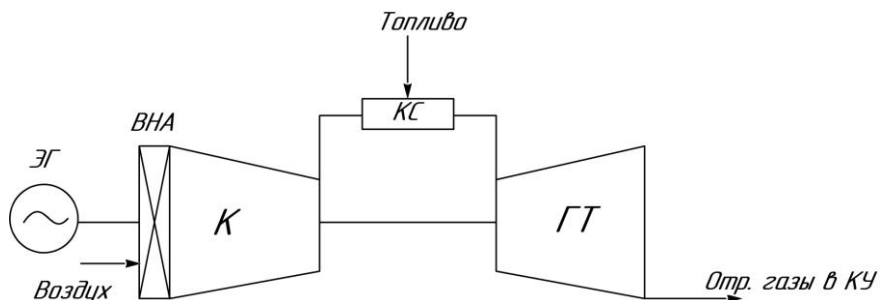 Топливо
КС
ВНА
ЭГ
К
ГТ
Воздух
Отр. газы в КУ